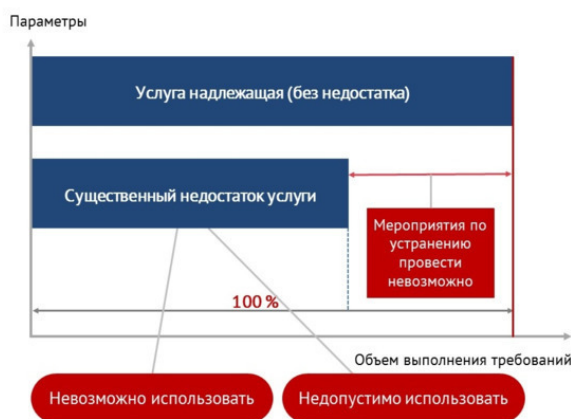 Параметры
Услуга надлежащая (без недостатка)
Существенный недостаток услуги
Мероприятия по
устранению
провести
невозможно
100 %
Объем выполнения требований
Невозможно использовать
Недопустимо использовать